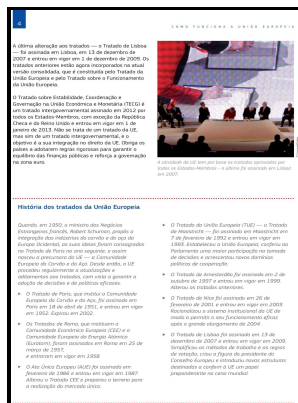 4
COMO FUNCIONA A UNIÃO EUROPEIA
A última alteração aos tratados — o Tratado de Lisboa
— foi assinada em Lisboa, em 13 de dezembro de
2007 e entrou em vigor em 1 de dezembro de 2009. Os
tratados anteriores estão agora incorporados na atual
versão consolidada, que é constituída pelo Tratado da
União Europeia e pelo Tratado sobre o Funcionamento
da União Europeia.
O Tratado sobre Estabilidade, Coordenação e
Governação na União Económica e Monetária (TECG) é
um tratado intergovernamental assinado em 2012 por
todos os Estados-Membros, com exceção da República
Checa e do Reino Unido e entrou em vigor em 1 de
janeiro de 2013. Não se trata de um tratado da UE,
mas sim de um tratado intergovernamental, e o
objetivo é a sua integração no direito da UE. Obriga os
países a adotarem regras rigorosas para garantir o
equilíbrio das finanças públicas e reforça a governação
na zona euro.
A atividade da UE tem por base os tratados aprovados por
todos os Estados-Membros – o último foi assinado em Lisboa
em 2007.
História dos tratados da União Europeia
Quando, em 1950, o ministro dos Negócios
Estrangeiros francês, Robert Schuman, propôs a
integração das indústrias do carvão e do aço da
Europa Ocidental, as suas ideias foram consagradas
no Tratado de Paris no ano seguinte, e assim
nasceu a precursora da UE — a Comunidade
Europeia do Carvão e do Aço. Desde então, a UE
procedeu regularmente a atualizações e
aditamentos aos tratados, com vista a garantir a
adoção de decisões e de políticas eficazes.
► O Tratado de Paris, que institui a Comunidade
Europeia do Carvão e do Aço, foi assinado em
Paris em 18 de abril de 1951, e entrou em vigor
em 1952. Expirou em 2002.
► Os Tratados de Roma, que instituem a
Comunidade Económica Europeia (CEE) e a
Comunidade Europeia da Energia Atómica
(Euratom), foram assinados em Roma em 25 de
março de 1957,
e entraram em vigor em 1958.
► O Ato Único Europeu (AUE) foi assinado em
fevereiro de 1986 e entrou em vigor em 1987.
Alterou o Tratado CEE e preparou o terreno para
a realização do mercado único.
► O Tratado da União Europeia (TUE) — o Tratado
de Maastricht — foi assinado em Maastricht em
7 de fevereiro de 1992 e entrou em vigor em
1993. Estabeleceu a União Europeia, conferiu ao
Parlamento uma maior participação na tomada
de decisões e acrescentou novos domínios
políticos de cooperação.
► O Tratado de Amesterdão foi assinado em 2 de
outubro de 1997 e entrou em vigor em 1999.
Alterou os tratados anteriores.
► O Tratado de Nice foi assinado em 26 de
fevereiro de 2001, e entrou em vigor em 2003.
Racionalizou o sistema institucional da UE de
modo a permitir o seu funcionamento eficaz
após o grande alargamento de 2004.
► O Tratado de Lisboa foi assinado em 13 de
dezembro de 2007 e entrou em vigor em 2009.
Simplificou os métodos de trabalho e as regras
de votação, criou a figura de presidente do
Conselho Europeu e introduziu novas estruturas
destinadas a conferir à UE um papel
preponderante na cena mundial.